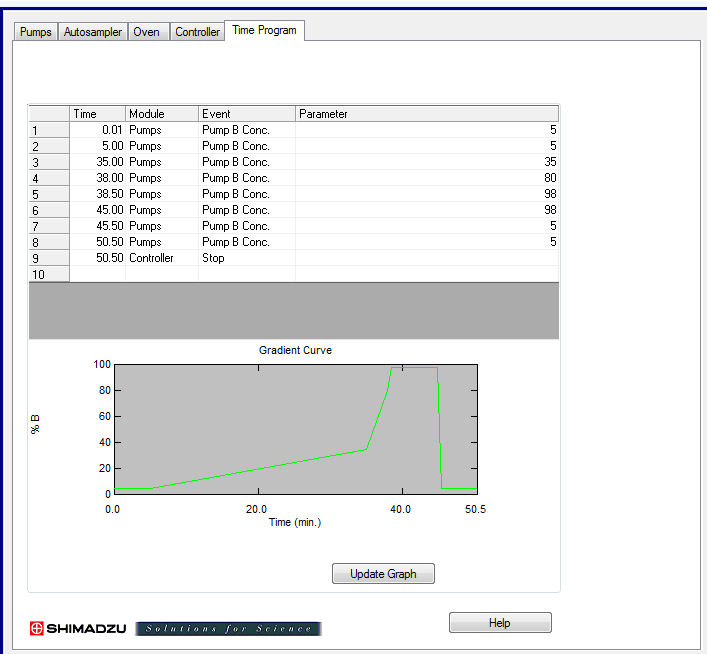 Pumps Autosampler Oven Controller Time Program
Time Module Event Parameter
1 0.01 Pumps Pump B Conc. 5
2 5.00 Pumps Pump B Conc. 5
3 35.00 Pumps Pump B Conc. 35
4 38.00 Pumps Pump B Conc. 80
5 38.50 Pumps Pump B Conc. 98
6 45.00 Pumps Pump B Conc. 98
7 45.50 Pumps Pump B Conc. 5
8 50.50 Pumps Pump B Conc. 5
9 50.50 Controller Stop
10
Gradient Curve
100
80
60
40
20
0
% B
0.0 20.0 40.0 50.5
Time (min.)
Update Graph
SHIMADZU Solutions for Science
Help